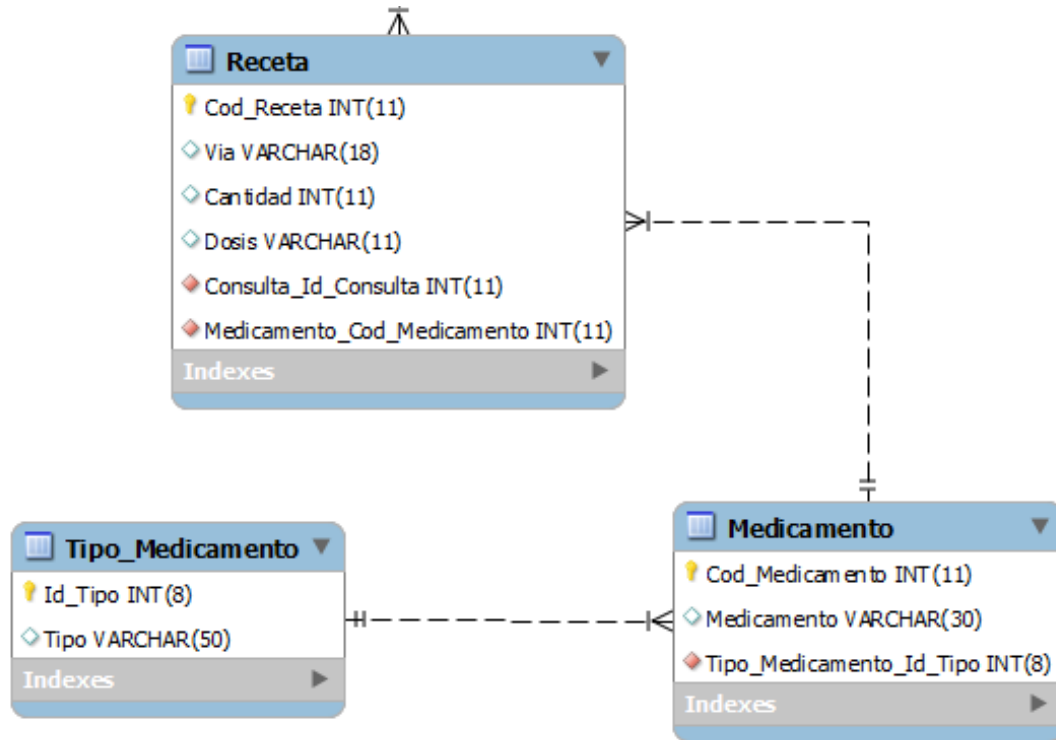 Receta
Cod_Receta INT(11)
Via VARCHAR(18)
Cantidad INT(11)
Dosis VARCHAR(11)
Consulta_Id_Consulta INT(11)
Medicamento_Cod_Medicamento INT(11)
Indexes
Tipo_Medicamento
Id_Tipo INT(8)
Tipo VARCHAR(50)
Indexes
Medicamento
Cod_Medicamento INT(11)
Medicamento VARCHAR(30)
Tipo_Medicamento_Id_Tipo INT(8)
Indexes